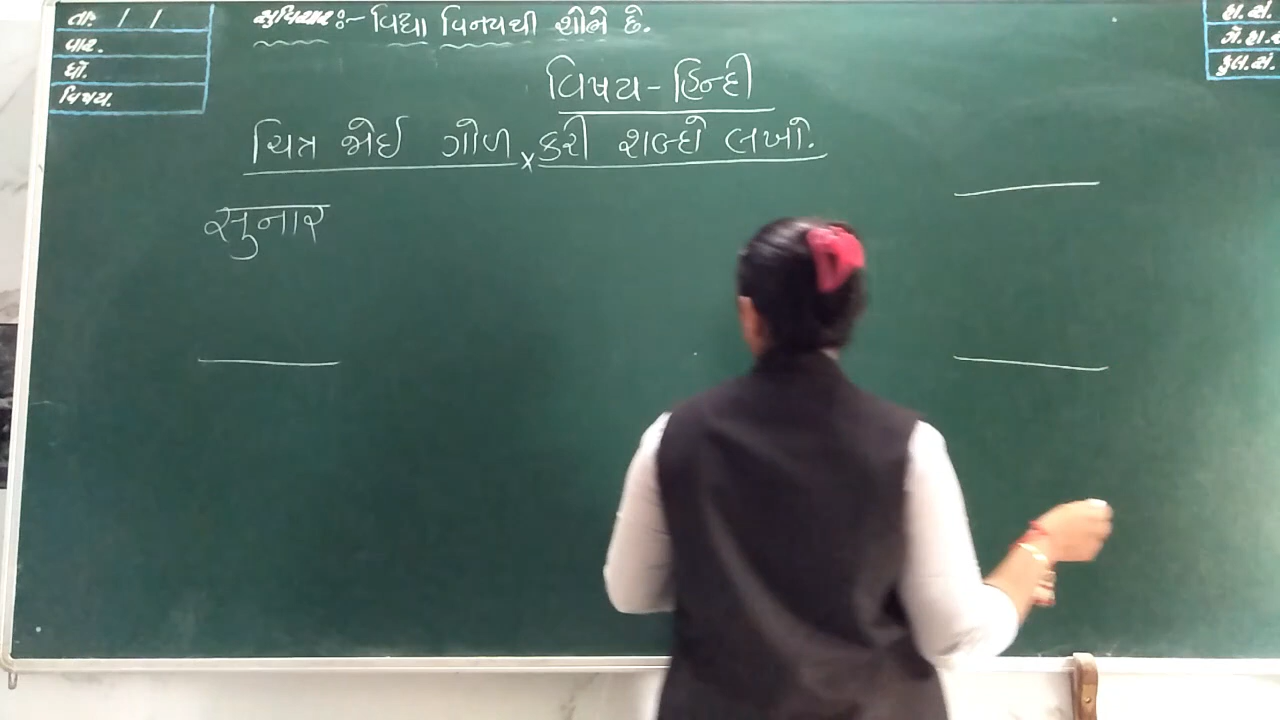 તા. / /
વાર.
ધો.
વિષય.
સુવિચાર :- વિદ્યા વિનયથી શોભે છે.
હા.સં.
ગે.હા.સં
કુલ.સં.
વિષય - હિન્દી
ચિત્ર જોઈ ગોળ × કરી શબ્દો લખો.
सुनार